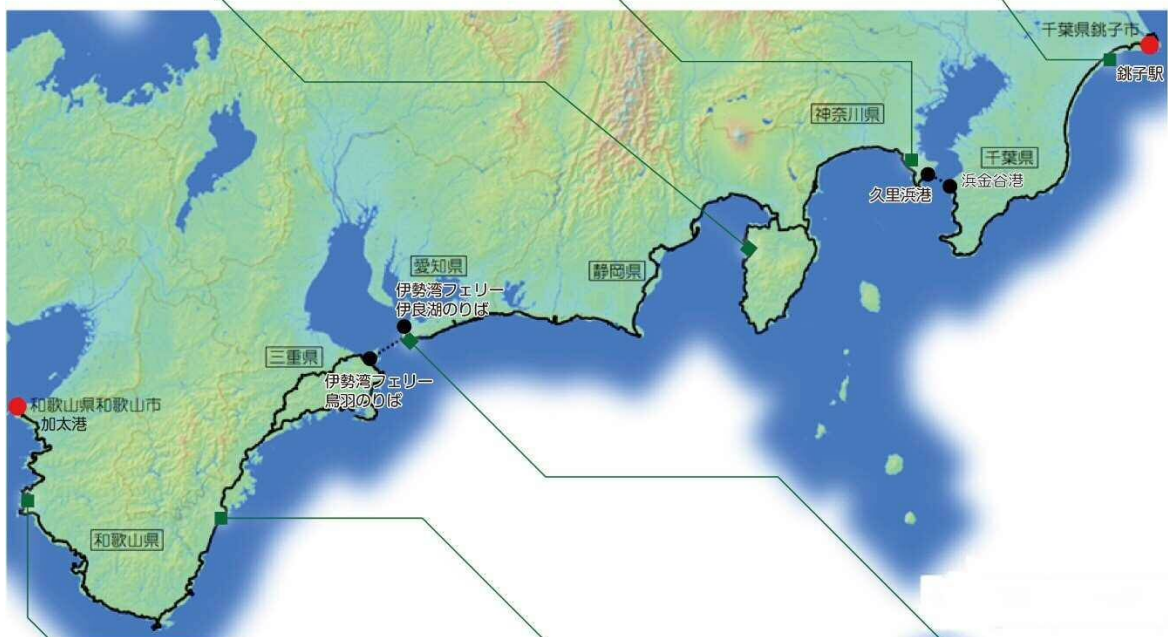 千葉県銚子市
銚子駅
神奈川県
千葉県
久里浜港
浜金谷港
愛知県
伊勢湾フェリー
伊良湖のりば
静岡県
三重県
伊勢湾フェリー
鳥羽のりば
和歌山県和歌山市
加太港
和歌山県